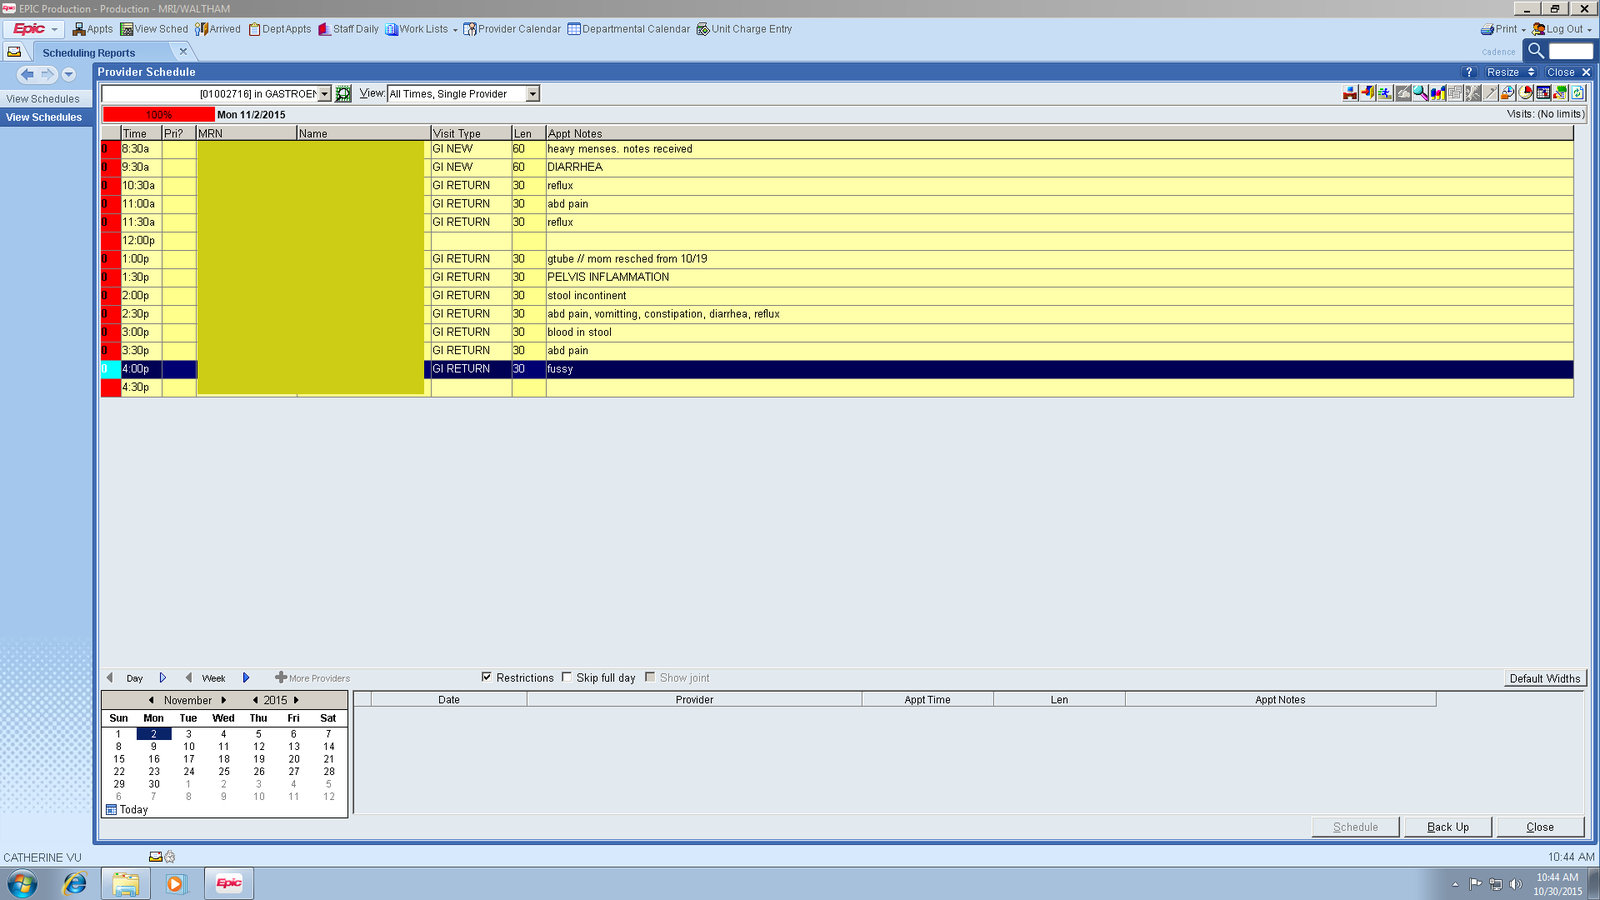 EPIC Production - Production - MRI/WALTHAM
Epic Appts View Sched Arrived DeptAppts Staff Daily Work Lists Provider Calendar Departmental Calendar Unit Charge Entry Print Log Out
Scheduling Reports Cadence
Provider Schedule ? Resize Close
View Schedules
View Schedules
[01002716] in GASTROEN View: All Times, Single Provider
100% Mon 11/2/2015 Visits: (No limits)
Time Pri? MRN Name Visit Type Len Appt Notes
0 8:30a GI NEW 60 heavy menses. notes received
0 9:30a GI NEW 60 DIARRHEA
0 10:30a GI RETURN 30 reflux
0 11:00a GI RETURN 30 abd pain
0 11:30a GI RETURN 30 reflux
12:00p
0 1:00p GI RETURN 30 gtube // mom resched from 10/19
0 1:30p GI RETURN 30 PELVIS INFLAMMATION
0 2:00p GI RETURN 30 stool incontinent
0 2:30p GI RETURN 30 abd pain, vomitting, constipation, diarrhea, reflux
0 3:00p GI RETURN 30 blood in stool
0 3:30p GI RETURN 30 abd pain
0 4:00p GI RETURN 30 fussy
4:30p
Day Week More Providers Restrictions Skip full day Show joint Default Widths
November 2015
Sun Mon Tue Wed Thu Fri Sat
1 2 3 4 5 6 7
8 9 10 11 12 13 14
15 16 17 18 19 20 21
22 23 24 25 26 27 28
29 30 1 2 3 4 5
6 7 8 9 10 11 12
Today
Date Provider Appt Time Len Appt Notes
Schedule Back Up Close
CATHERINE VU 10:44 AM
Epic
10:44 AM
10/30/2015